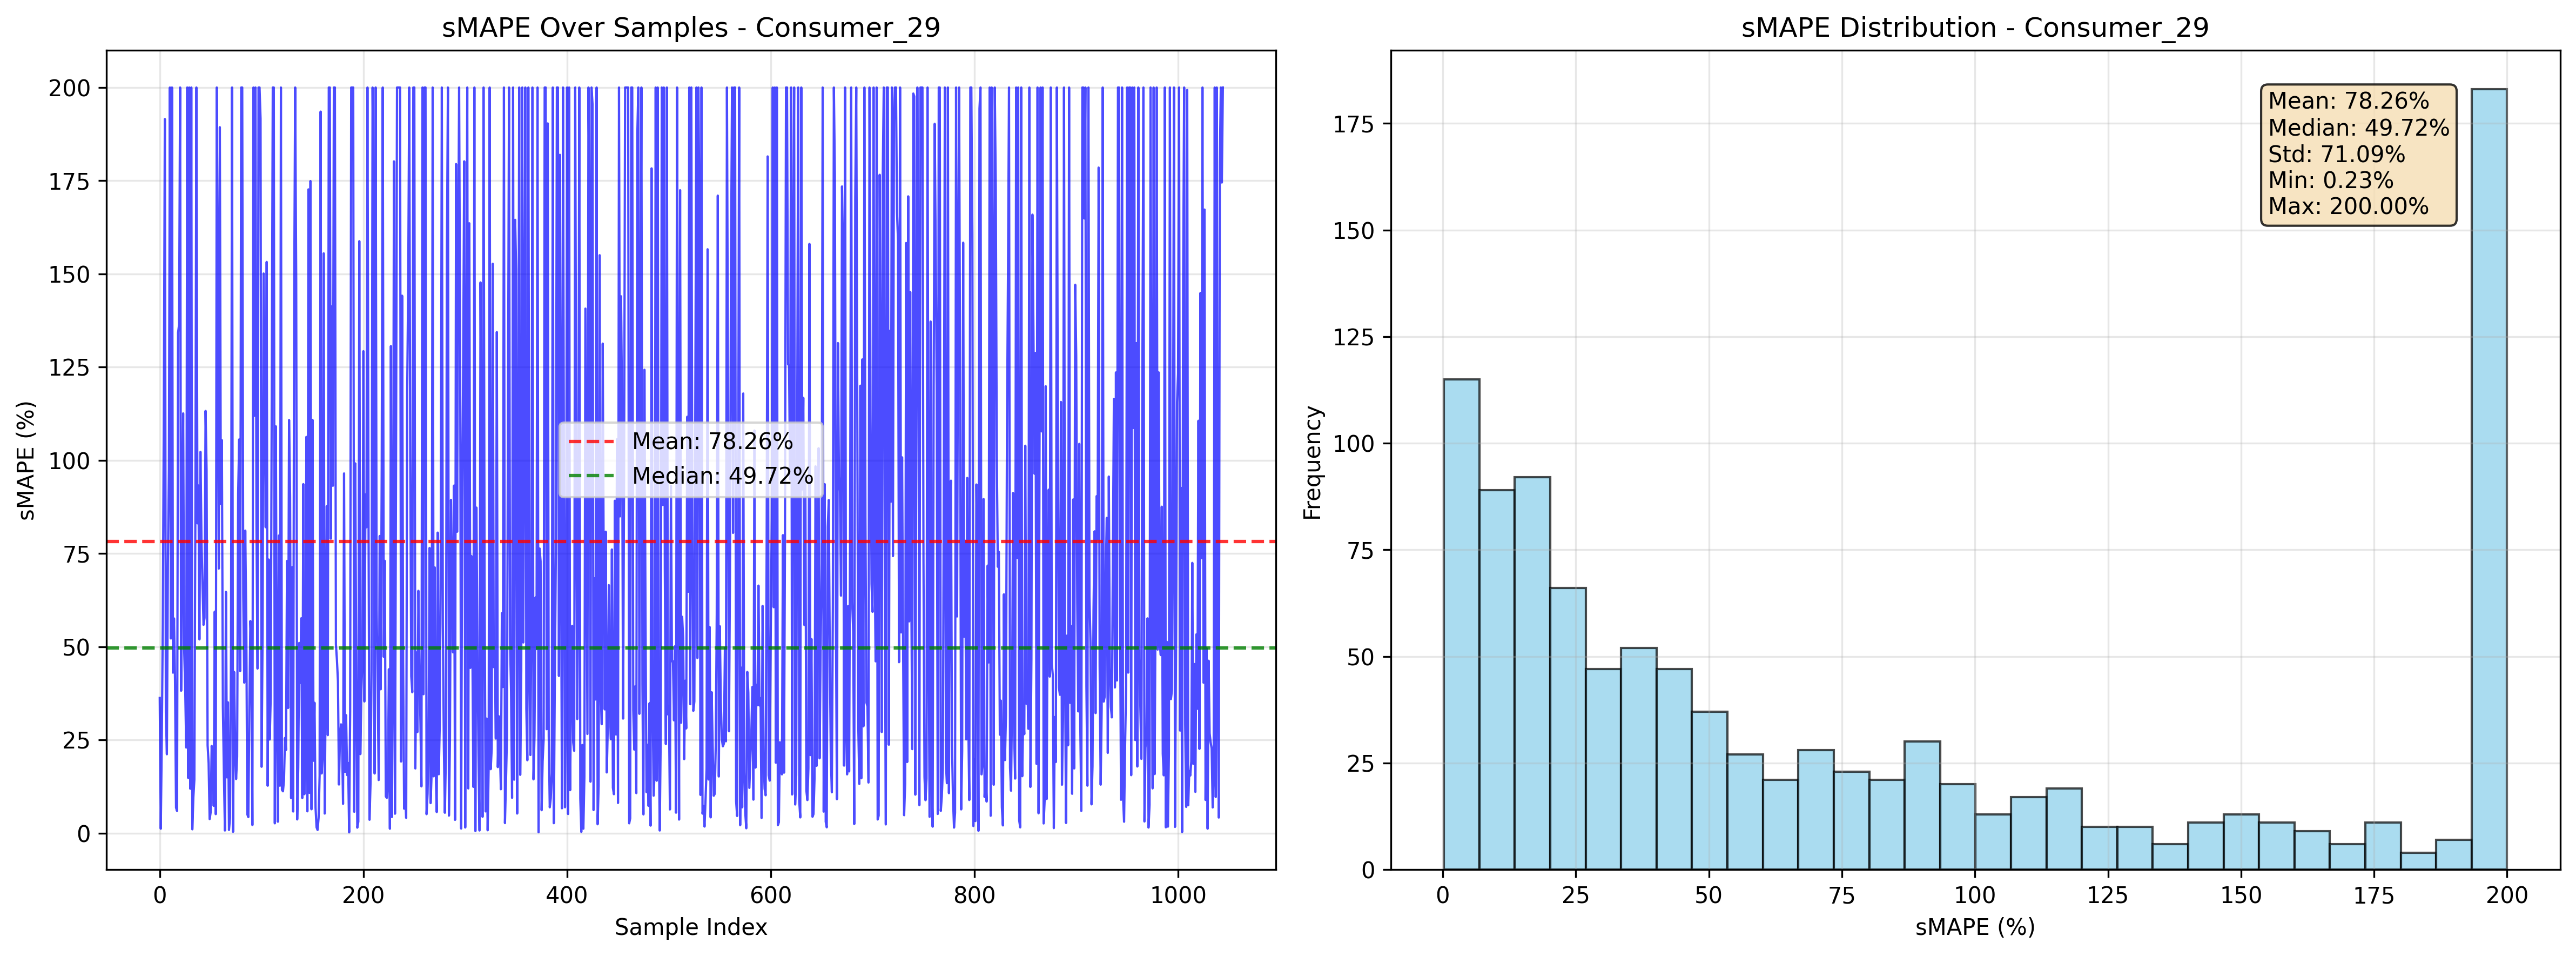 sMAPE Over Samples - Consumer_29
200
175
150
125
100
75
50
25
0
sMAPE (%)
Mean: 78.26%
Median: 49.72%
0
200
400
600
800
1000
Sample Index
sMAPE Distribution - Consumer_29
175
150
125
100
75
50
25
0
Frequency
Mean: 78.26%
Median: 49.72%
Std: 71.09%
Min: 0.23%
Max: 200.00%
0
25
50
75
100
125
150
175
200
sMAPE (%)